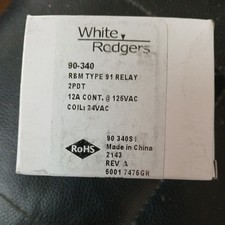 White
Rodgers
90-340
RBM TYPE 91 RELAY
2PDT
12A CONT. @ 125VAC
COIL: 24VAC
RoHS
90 340S1
Made in China
2143
REV A
6001 7476GR